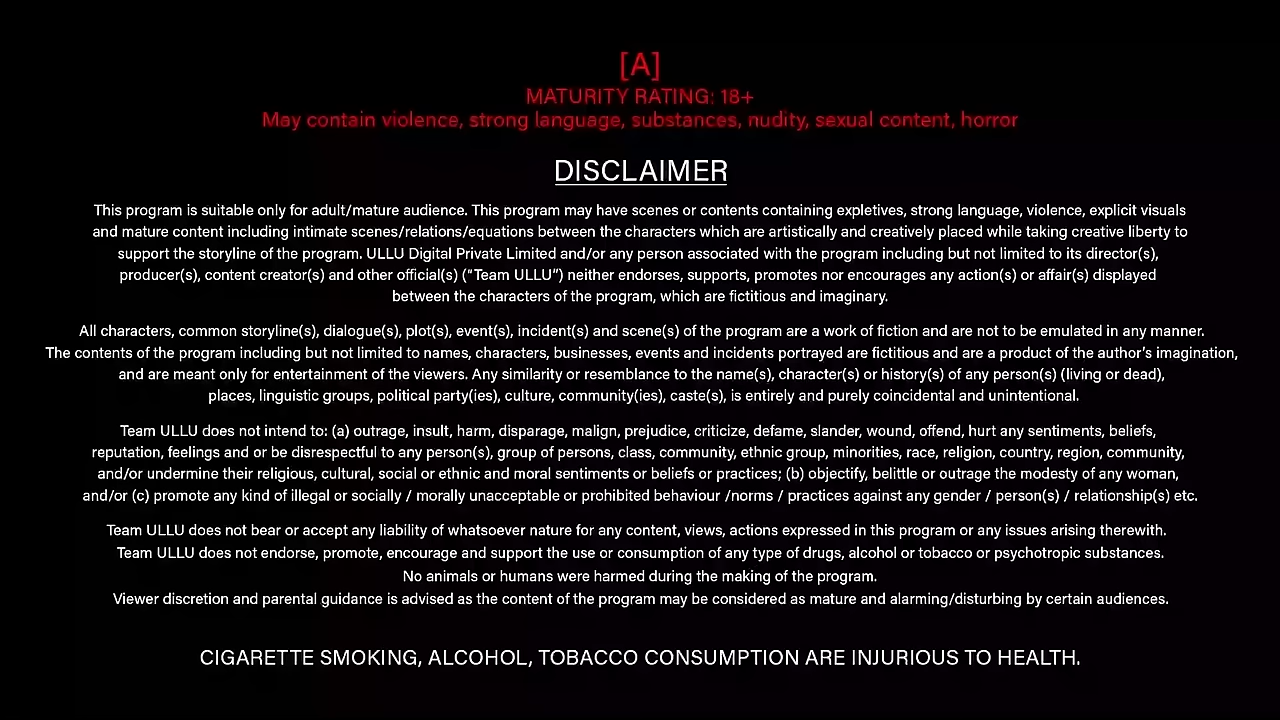 [A]
MATURITY RATING: 18+
May contain violence, strong language, substances, nudity, sexual content, horror
DISCLAIMER
This program is suitable only for adult/mature audience. This program may have scenes or contents containing expletives, strong language, violence, explicit visuals
and mature content including intimate scenes/relations/equations between the characters which are artistically and creatively placed while taking creative liberty to
support the storyline of the program. ULLU Digital Private Limited and/or any person associated with the program including but not limited to its director(s),
producer(s), content creator(s) and other official(s) (“Team ULLU”) neither endorses, supports, promotes nor encourages any action(s) or affair(s) displayed
between the characters of the program, which are fictitious and imaginary.
All characters, common storyline(s), dialogue(s), plot(s), event(s), incident(s) and scene(s) of the program are a work of fiction and are not to be emulated in any manner.
The contents of the program including but not limited to names, characters, businesses, events and incidents portrayed are fictitious and are a product of the author’s imagination,
and are meant only for entertainment of the viewers. Any similarity or resemblance to the name(s), character(s) or history(s) of any person(s) (living or dead),
places, linguistic groups, political party(ies), culture, community(ies), caste(s), is entirely and purely coincidental and unintentional.
Team ULLU does not intend to: (a) outrage, insult, harm, disparage, malign, prejudice, criticize, defame, slander, wound, offend, hurt any sentiments, beliefs,
reputation, feelings and or be disrespectful to any person(s), group of persons, class, community, ethnic group, minorities, race, religion, country, region, community,
and/or undermine their religious, cultural, social or ethnic and moral sentiments or beliefs or practices; (b) objectify, belittle or outrage the modesty of any woman,
and/or (c) promote any kind of illegal or socially / morally unacceptable or prohibited behaviour /norms / practices against any gender / person(s) / relationship(s) etc.
Team ULLU does not bear or accept any liability of whatsoever nature for any content, views, actions expressed in this program or any issues arising therewith.
Team ULLU does not endorse, promote, encourage and support the use or consumption of any type of drugs, alcohol or tobacco or psychotropic substances.
No animals or humans were harmed during the making of the program.
Viewer discretion and parental guidance is advised as the content of the program may be considered as mature and alarming/disturbing by certain audiences.
CIGARETTE SMOKING, ALCOHOL, TOBACCO CONSUMPTION ARE INJURIOUS TO HEALTH.